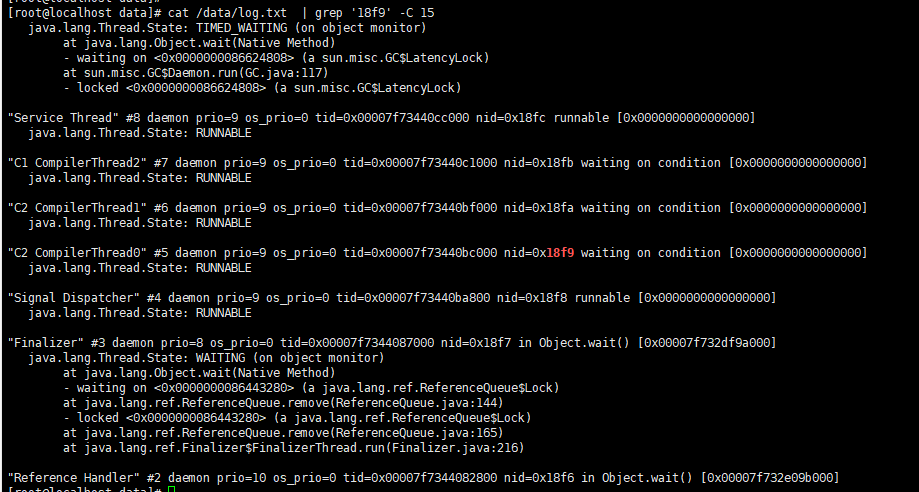 [root@localhost data]#
[root@localhost data]# cat /data/log.txt  | grep '18f9' -C 15
   java.lang.Thread.State: TIMED_WAITING (on object monitor)
        at java.lang.Object.wait(Native Method)
        - waiting on <0x0000000086624808> (a sun.misc.GC$LatencyLock)
        at sun.misc.GC$Daemon.run(GC.java:117)
        - locked <0x0000000086624808> (a sun.misc.GC$LatencyLock)

"Service Thread" #8 daemon prio=9 os_prio=0 tid=0x00007f73440cc000 nid=0x18fc runnable [0x0000000000000000]
   java.lang.Thread.State: RUNNABLE

"C1 CompilerThread2" #7 daemon prio=9 os_prio=0 tid=0x00007f73440c1000 nid=0x18fb waiting on condition [0x0000000000000000]
   java.lang.Thread.State: RUNNABLE

"C2 CompilerThread1" #6 daemon prio=9 os_prio=0 tid=0x00007f73440bf000 nid=0x18fa waiting on condition [0x0000000000000000]
   java.lang.Thread.State: RUNNABLE

"C2 CompilerThread0" #5 daemon prio=9 os_prio=0 tid=0x00007f73440bc000 nid=0x18f9 waiting on condition [0x0000000000000000]
   java.lang.Thread.State: RUNNABLE

"Signal Dispatcher" #4 daemon prio=9 os_prio=0 tid=0x00007f73440ba800 nid=0x18f8 runnable [0x0000000000000000]
   java.lang.Thread.State: RUNNABLE

"Finalizer" #3 daemon prio=8 os_prio=0 tid=0x00007f7344087000 nid=0x18f7 in Object.wait() [0x00007f732df9a000]
   java.lang.Thread.State: WAITING (on object monitor)
        at java.lang.Object.wait(Native Method)
        - waiting on <0x0000000086443280> (a java.lang.ref.ReferenceQueue$Lock)
        at java.lang.ref.ReferenceQueue.remove(ReferenceQueue.java:144)
        - locked <0x0000000086443280> (a java.lang.ref.ReferenceQueue$Lock)
        at java.lang.ref.ReferenceQueue.remove(ReferenceQueue.java:165)
        at java.lang.ref.Finalizer$FinalizerThread.run(Finalizer.java:216)

"Reference Handler" #2 daemon prio=10 os_prio=0 tid=0x00007f7344082800 nid=0x18f6 in Object.wait() [0x00007f732e09b000]
[root@localhost data]#